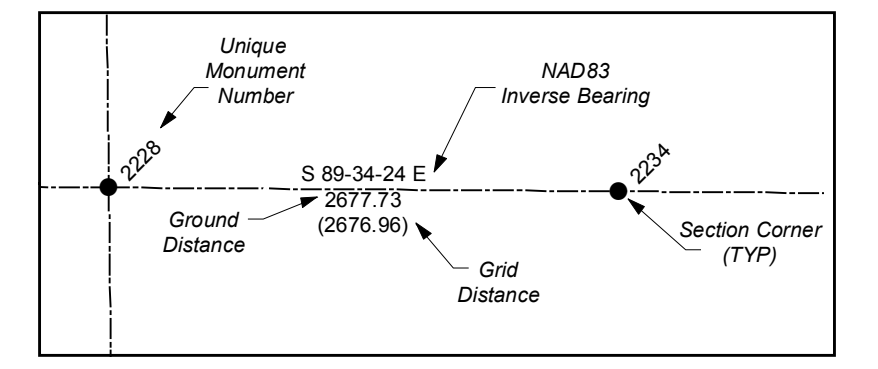 Unique
Monument
Number
NAD83
Inverse Bearing
2228
S 89-34-24 E
2234
2677.73
(2676.96)
Ground
Distance
Section Corner
(TYP)
Grid
Distance